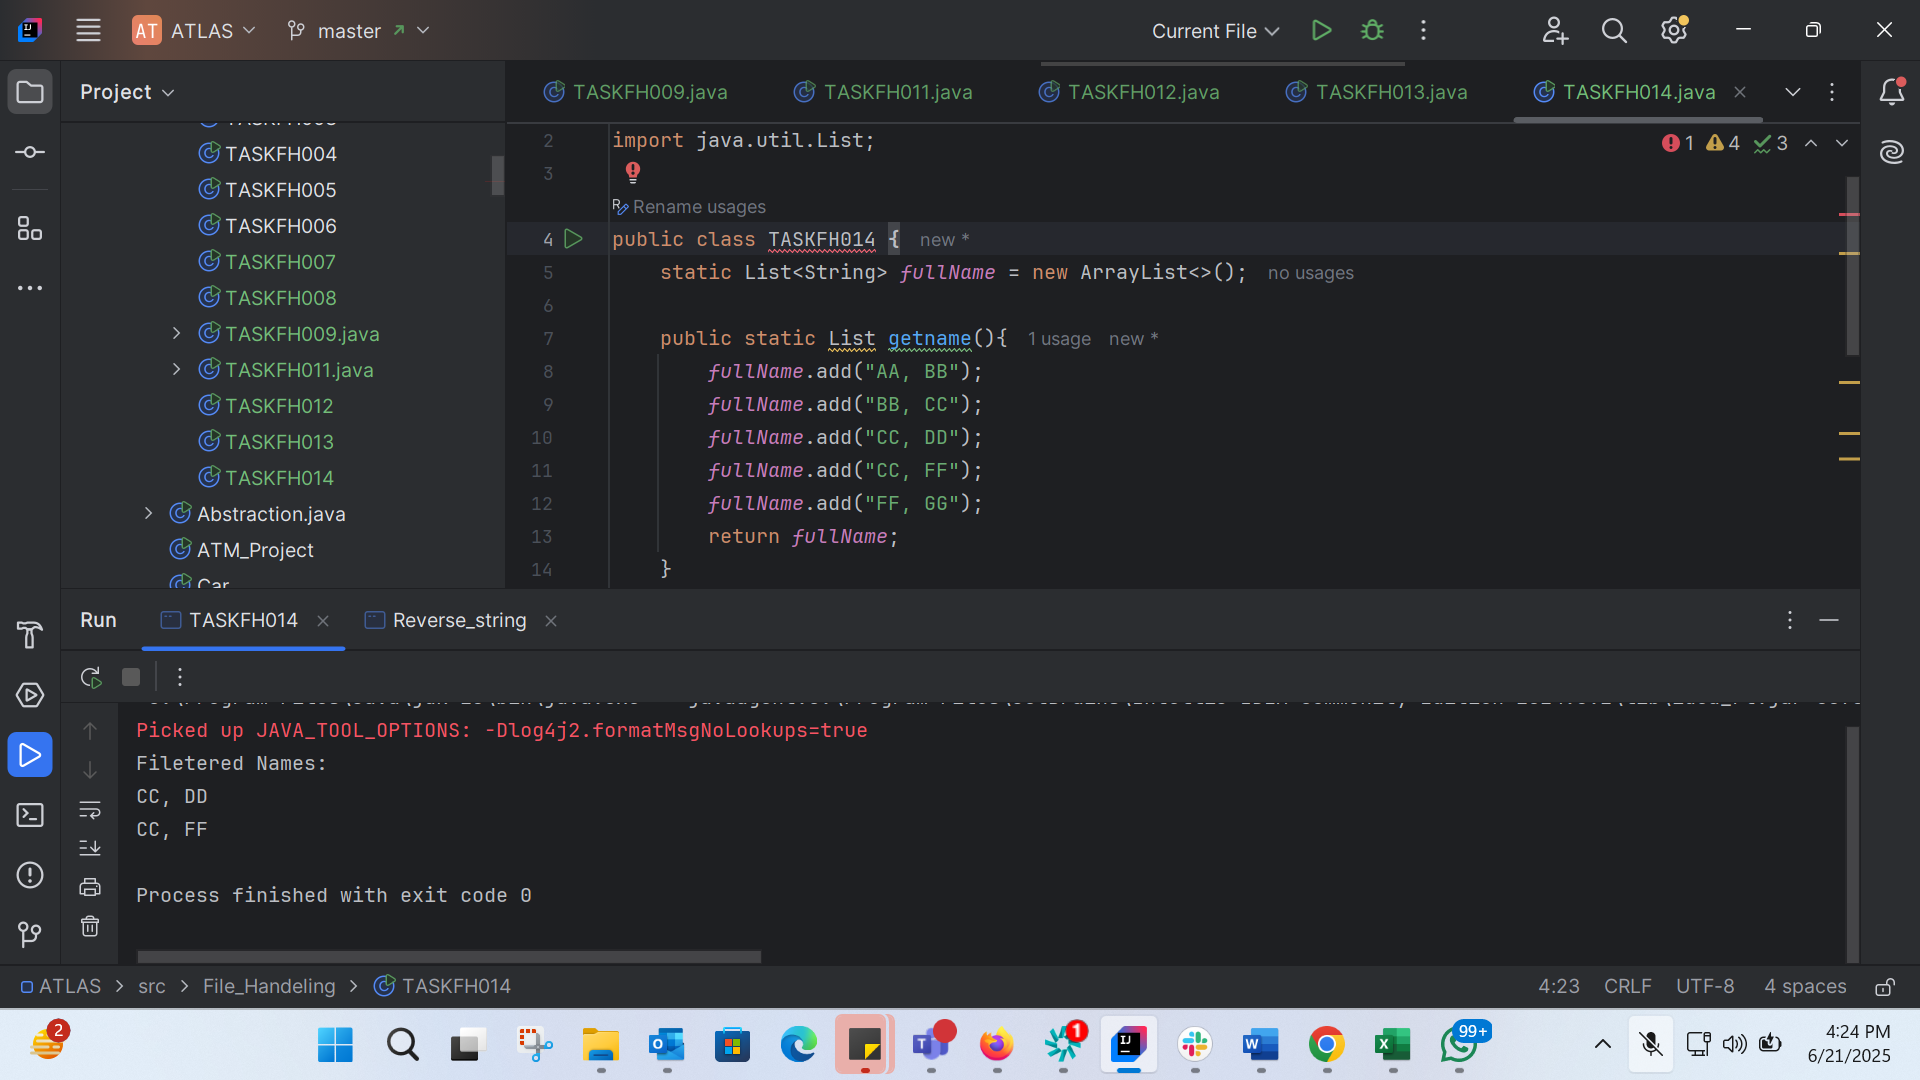 AT ATLAS master Current File
Project
TASKFH009.java TASKFH011.java TASKFH012.java TASKFH013.java TASKFH014.java
TASKFH004
TASKFH005
TASKFH006
TASKFH007
TASKFH008
TASKFH009.java
TASKFH011.java
TASKFH012
TASKFH013
TASKFH014
Abstraction.java
ATM_Project
Car
1 4 3
2 import java.util.List;
3
Rename usages
4 public class TASKFH014 { new *
5 static List<String> fullName = new ArrayList<>(); no usages
6
7 public static List getname(){ 1 usage new *
8 fullName.add("AA, BB");
9 fullName.add("BB, CC");
10 fullName.add("CC, DD");
11 fullName.add("CC, FF");
12 fullName.add("FF, GG");
13 return fullName;
14 }
Run TASKFH014 Reverse_string
Picked up JAVA_TOOL_OPTIONS: -Dlog4j2.formatMsgNoLookups=true
Filetered Names:
CC, DD
CC, FF
Process finished with exit code 0
ATLAS > src > File_Handeling > TASKFH014 4:23 CRLF UTF-8 4 spaces
2 1 99+
4:24 PM
6/21/2025